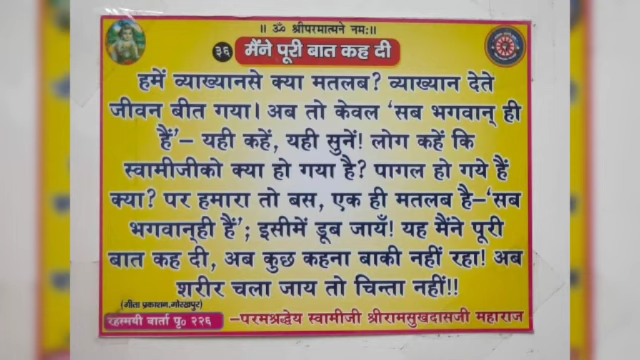 ॥ ॐ श्रीपरमात्मने नमः॥
३६ मैंने पूरी बात कह दी
हमें व्याख्यानसे क्या मतलब? व्याख्यान देते
जीवन बीत गया। अब तो केवल ‘सब भगवान् ही
हैं’– यही कहें, यही सुनें! लोग कहें कि
स्वामीजीको क्या हो गया है? पागल हो गये हैं
क्या? पर हमारा तो बस, एक ही मतलब है–‘सब
भगवान्‌ही हैं’; इसीमें डूब जायँ! यह मैंने पूरी
बात कह दी, अब कुछ कहना बाकी नहीं रहा! अब
शरीर चला जाय तो चिन्ता नहीं!!
(गीता प्रकाशन, गोरखपुर)
रहस्मयी वार्ता पृ० २२६
–परमश्रद्धेय स्वामीजी श्रीरामसुखदासजी महाराज